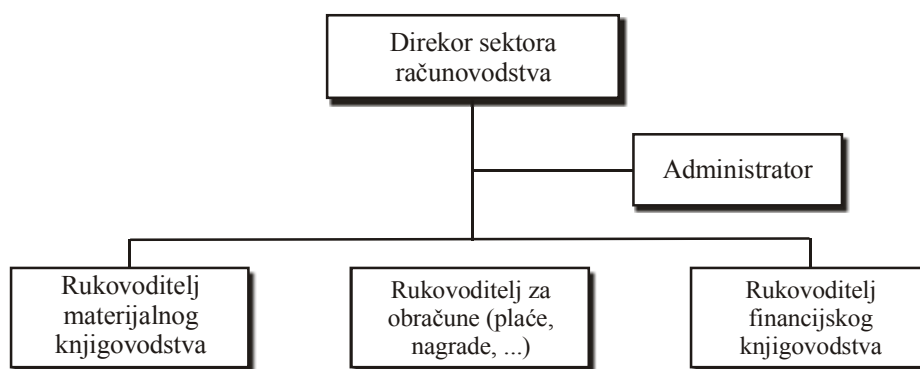 Direkor sektora
računovodstva
Administrator
Rukovoditelj
materijalnog
knjigovodstva
Rukovoditelj za
obračune (plaće,
nagrade, ...)
Rukovoditelj
financijskog
knjigovodstva